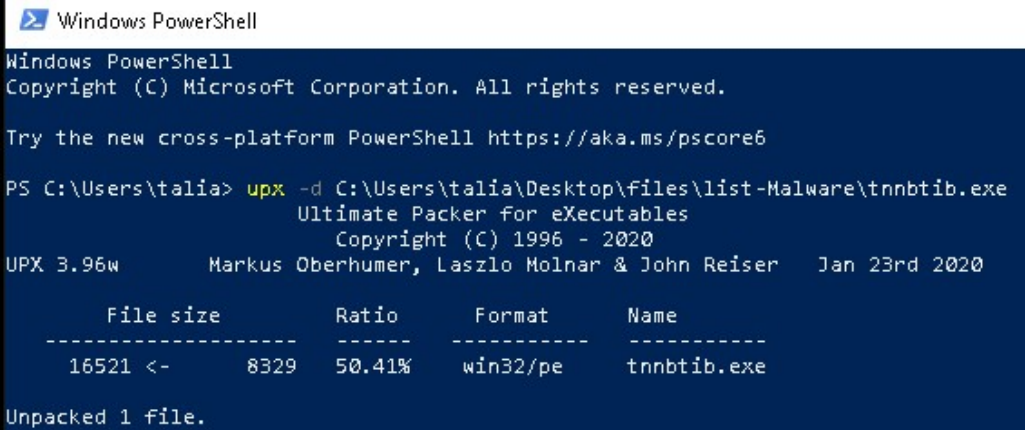 Windows PowerShell
Windows PowerShell
Copyright (C) Microsoft Corporation. All rights reserved.
Try the new cross-platform PowerShell https://aka.ms/pscore6
PS C:\Users\talia> upx -d C:\Users\talia\Desktop\files\list-Malware\tnnbtib.exe
Ultimate Packer for eXecutables
Copyright (C) 1996 - 2020
UPX 3.96w Markus Oberhumer, Laszlo Molnar & John Reiser Jan 23rd 2020
File size Ratio Format Name
-------------------- ------ ----------- -----------
16521 <- 8329 50.41% win32/pe tnnbtib.exe
Unpacked 1 file.